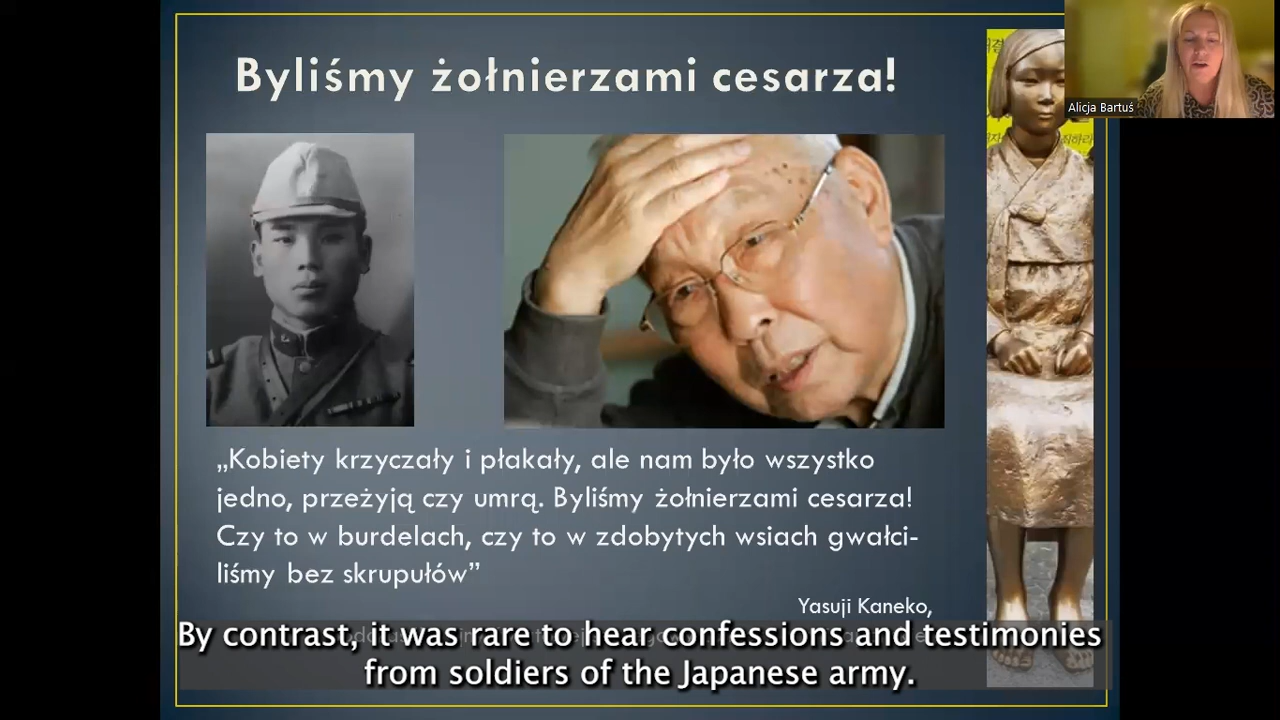 Byliśmy żołnierzami cesarza!
Alicja Bartuś
„Kobiety krzyczały i płakały, ale nam było wszystko
jedno, przeżyją czy umrą. Byliśmy żołnierzami cesarza!
Czy to w burdelach, czy to w zdobytych wsiach gwałci-
liśmy bez skrupułów”
Yasuji Kaneko,
By contrast, it was rare to hear confessions and testimonies
from soldiers of the Japanese army.